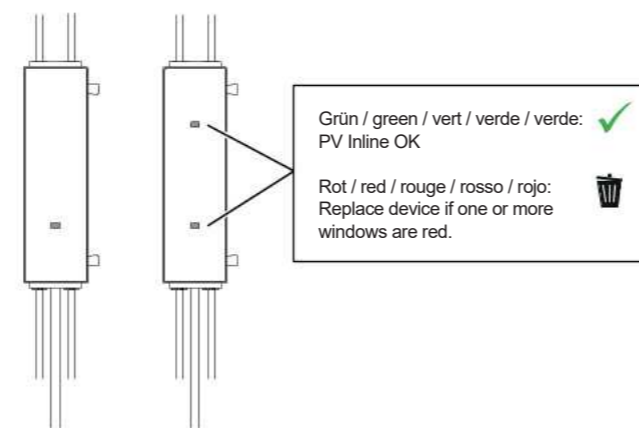 Grün / green / vert / verde / verde:
PV Inline OK
Rot / red / rouge / rosso / rojo:
Replace device if one or more
windows are red.